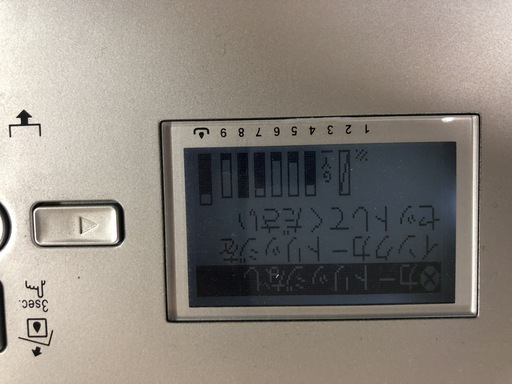 カートリッジなし
インクカートリッジを
セットしてください
1 2 3 4 5 6 7 8 9
3sec.